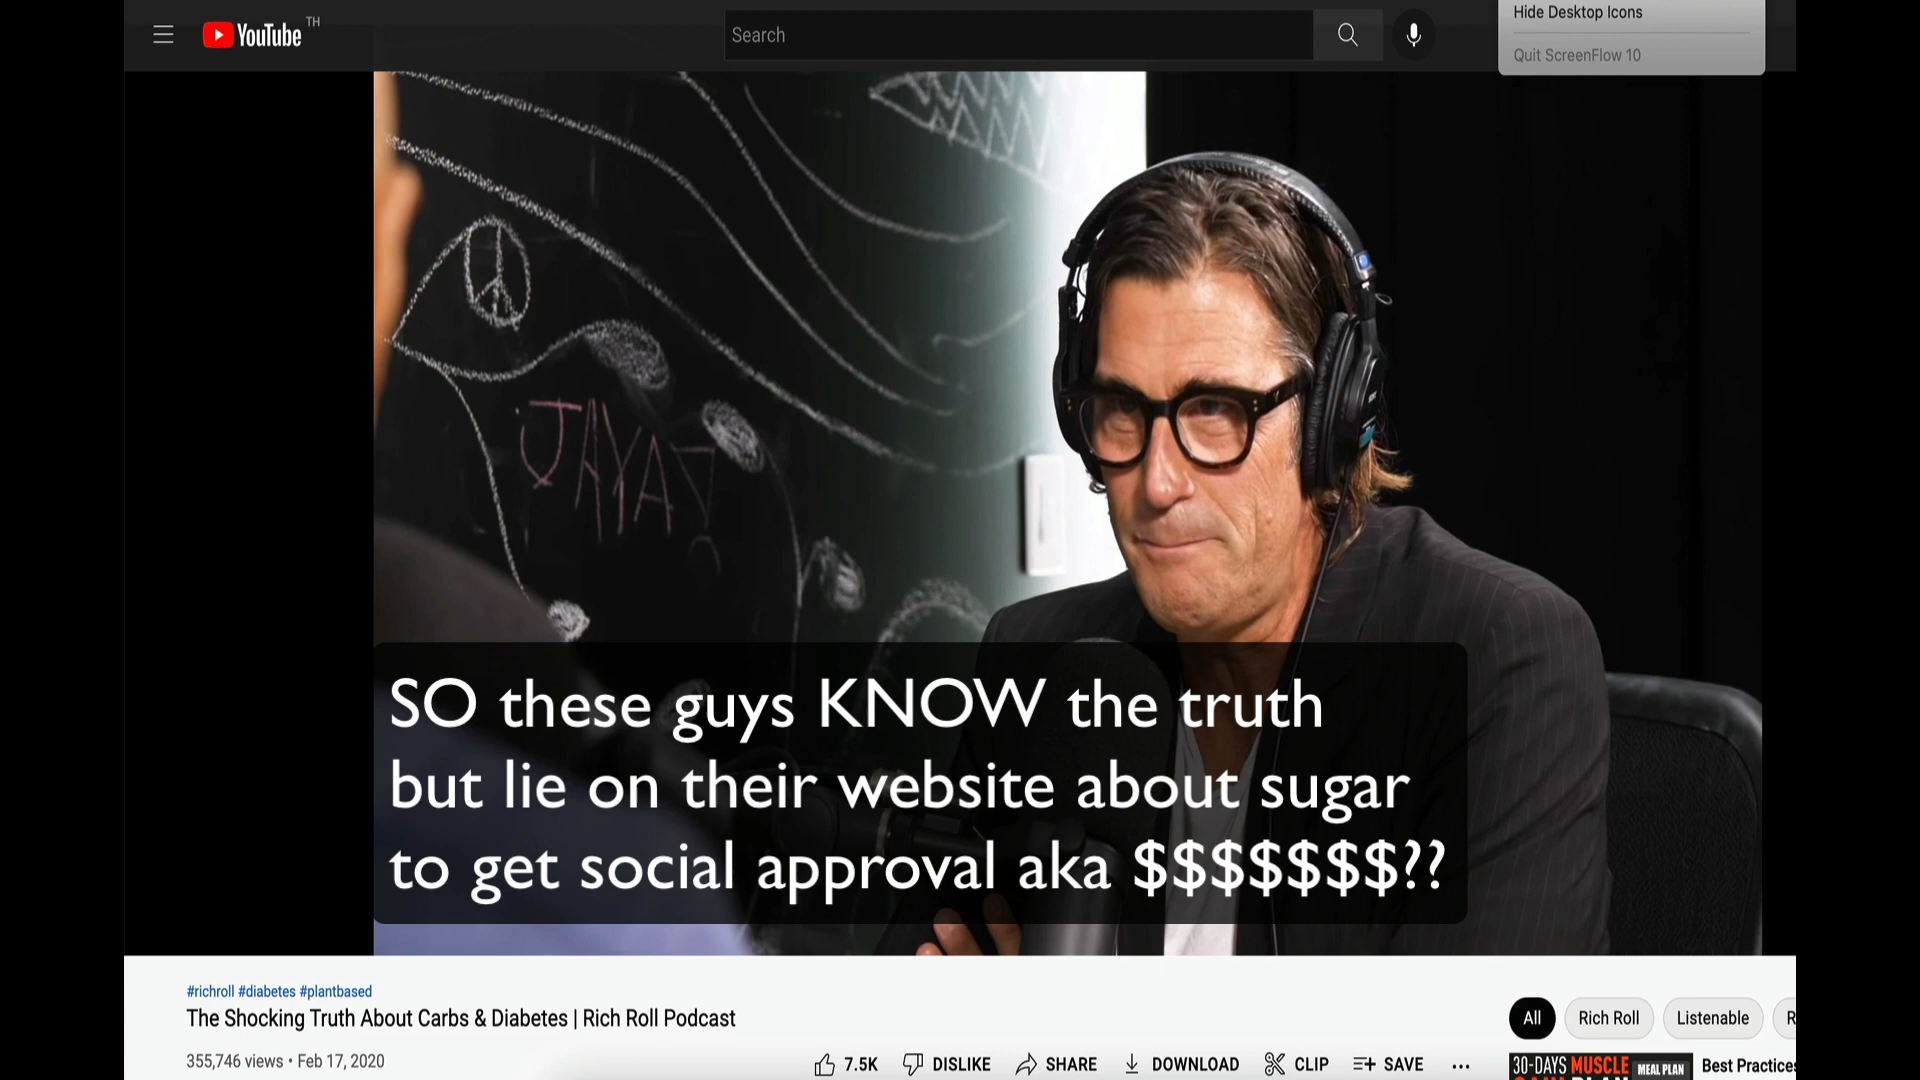 YouTube TH
Search
Hide Desktop Icons
Quit ScreenFlow 10
JAYA
SO these guys KNOW the truth
but lie on their website about sugar
to get social approval aka $$$$$$$??
#richroll #diabetes #plantbased
The Shocking Truth About Carbs & Diabetes | Rich Roll Podcast
355,746 views • Feb 17, 2020
7.5K DISLIKE SHARE DOWNLOAD CLIP SAVE ...
All Rich Roll Listenable R
30-DAYS MUSCLE
MEAL PLAN
Best Practices